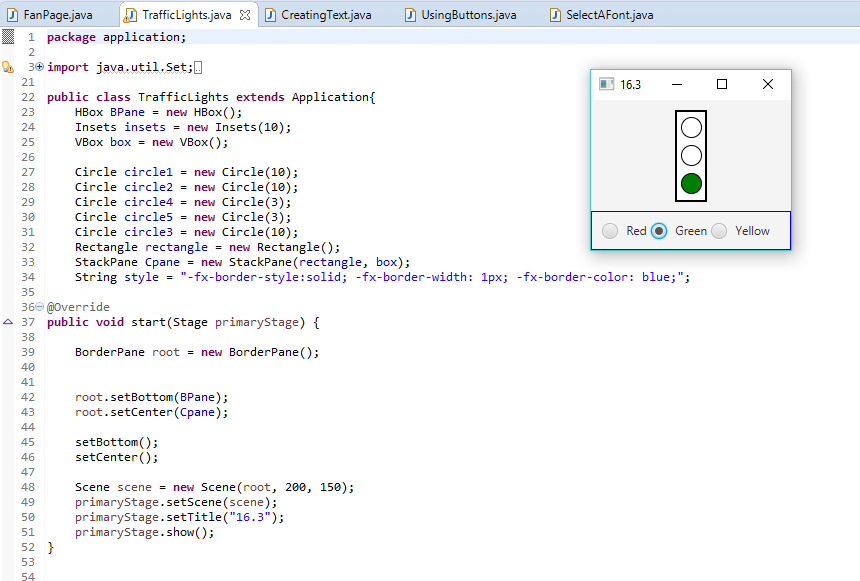 FanPage.java TrafficLights.java CreatingText.java UsingButtons.java SelectAFont.java
1 package application;
2
3 import java.util.Set;
21
22 public class TrafficLights extends Application{
23 HBox BPane = new HBox();
24 Insets insets = new Insets(10);
25 VBox box = new VBox();
26
27 Circle circle1 = new Circle(10);
28 Circle circle2 = new Circle(10);
29 Circle circle4 = new Circle(3);
30 Circle circle5 = new Circle(3);
31 Circle circle3 = new Circle(10);
32 Rectangle rectangle = new Rectangle();
33 StackPane Cpane = new StackPane(rectangle, box);
34 String style = "-fx-border-style:solid; -fx-border-width: 1px; -fx-border-color: blue;";
35
36 @Override
37 public void start(Stage primaryStage) {
38
39 BorderPane root = new BorderPane();
40
41
42 root.setBottom(BPane);
43 root.setCenter(Cpane);
44
45 setBottom();
46 setCenter();
47
48 Scene scene = new Scene(root, 200, 150);
49 primaryStage.setScene(scene);
50 primaryStage.setTitle("16.3");
51 primaryStage.show();
52 }
53
54
16.3
Red Green Yellow